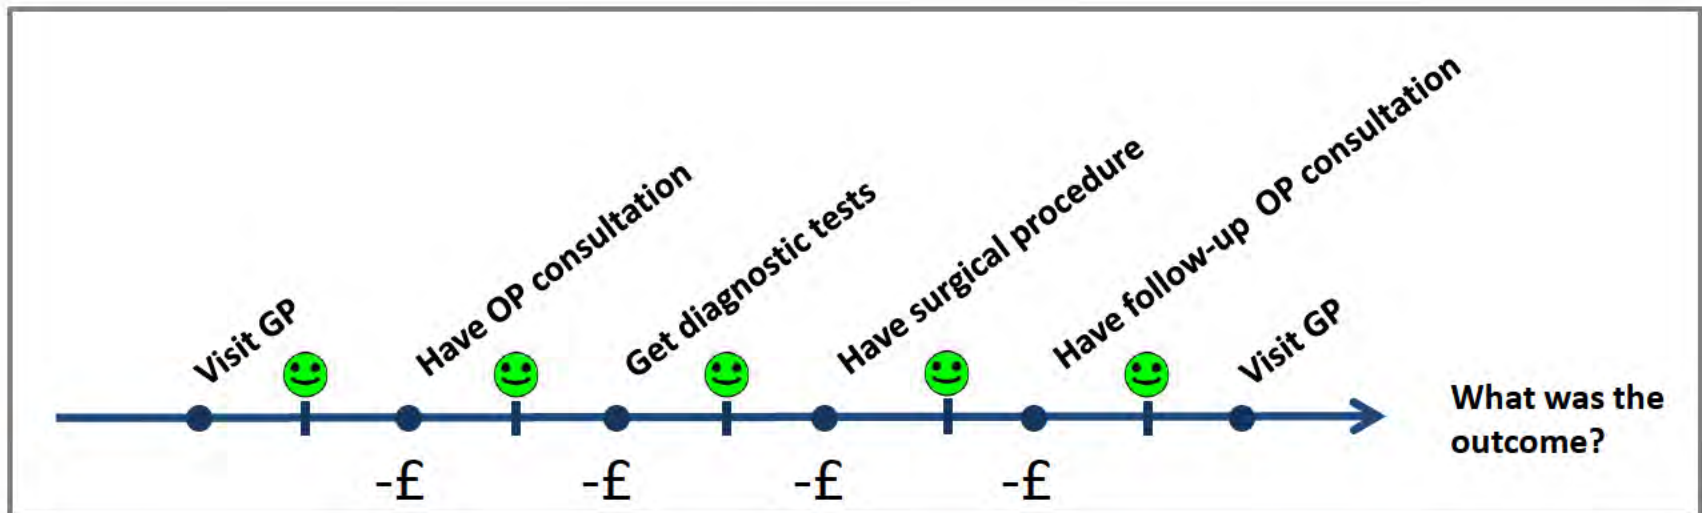 Visit GP
Have OP consultation
Get diagnostic tests
Have surgical procedure
Have follow-up OP consultation
Visit GP
What was the
outcome?
-£
-£
-£
-£